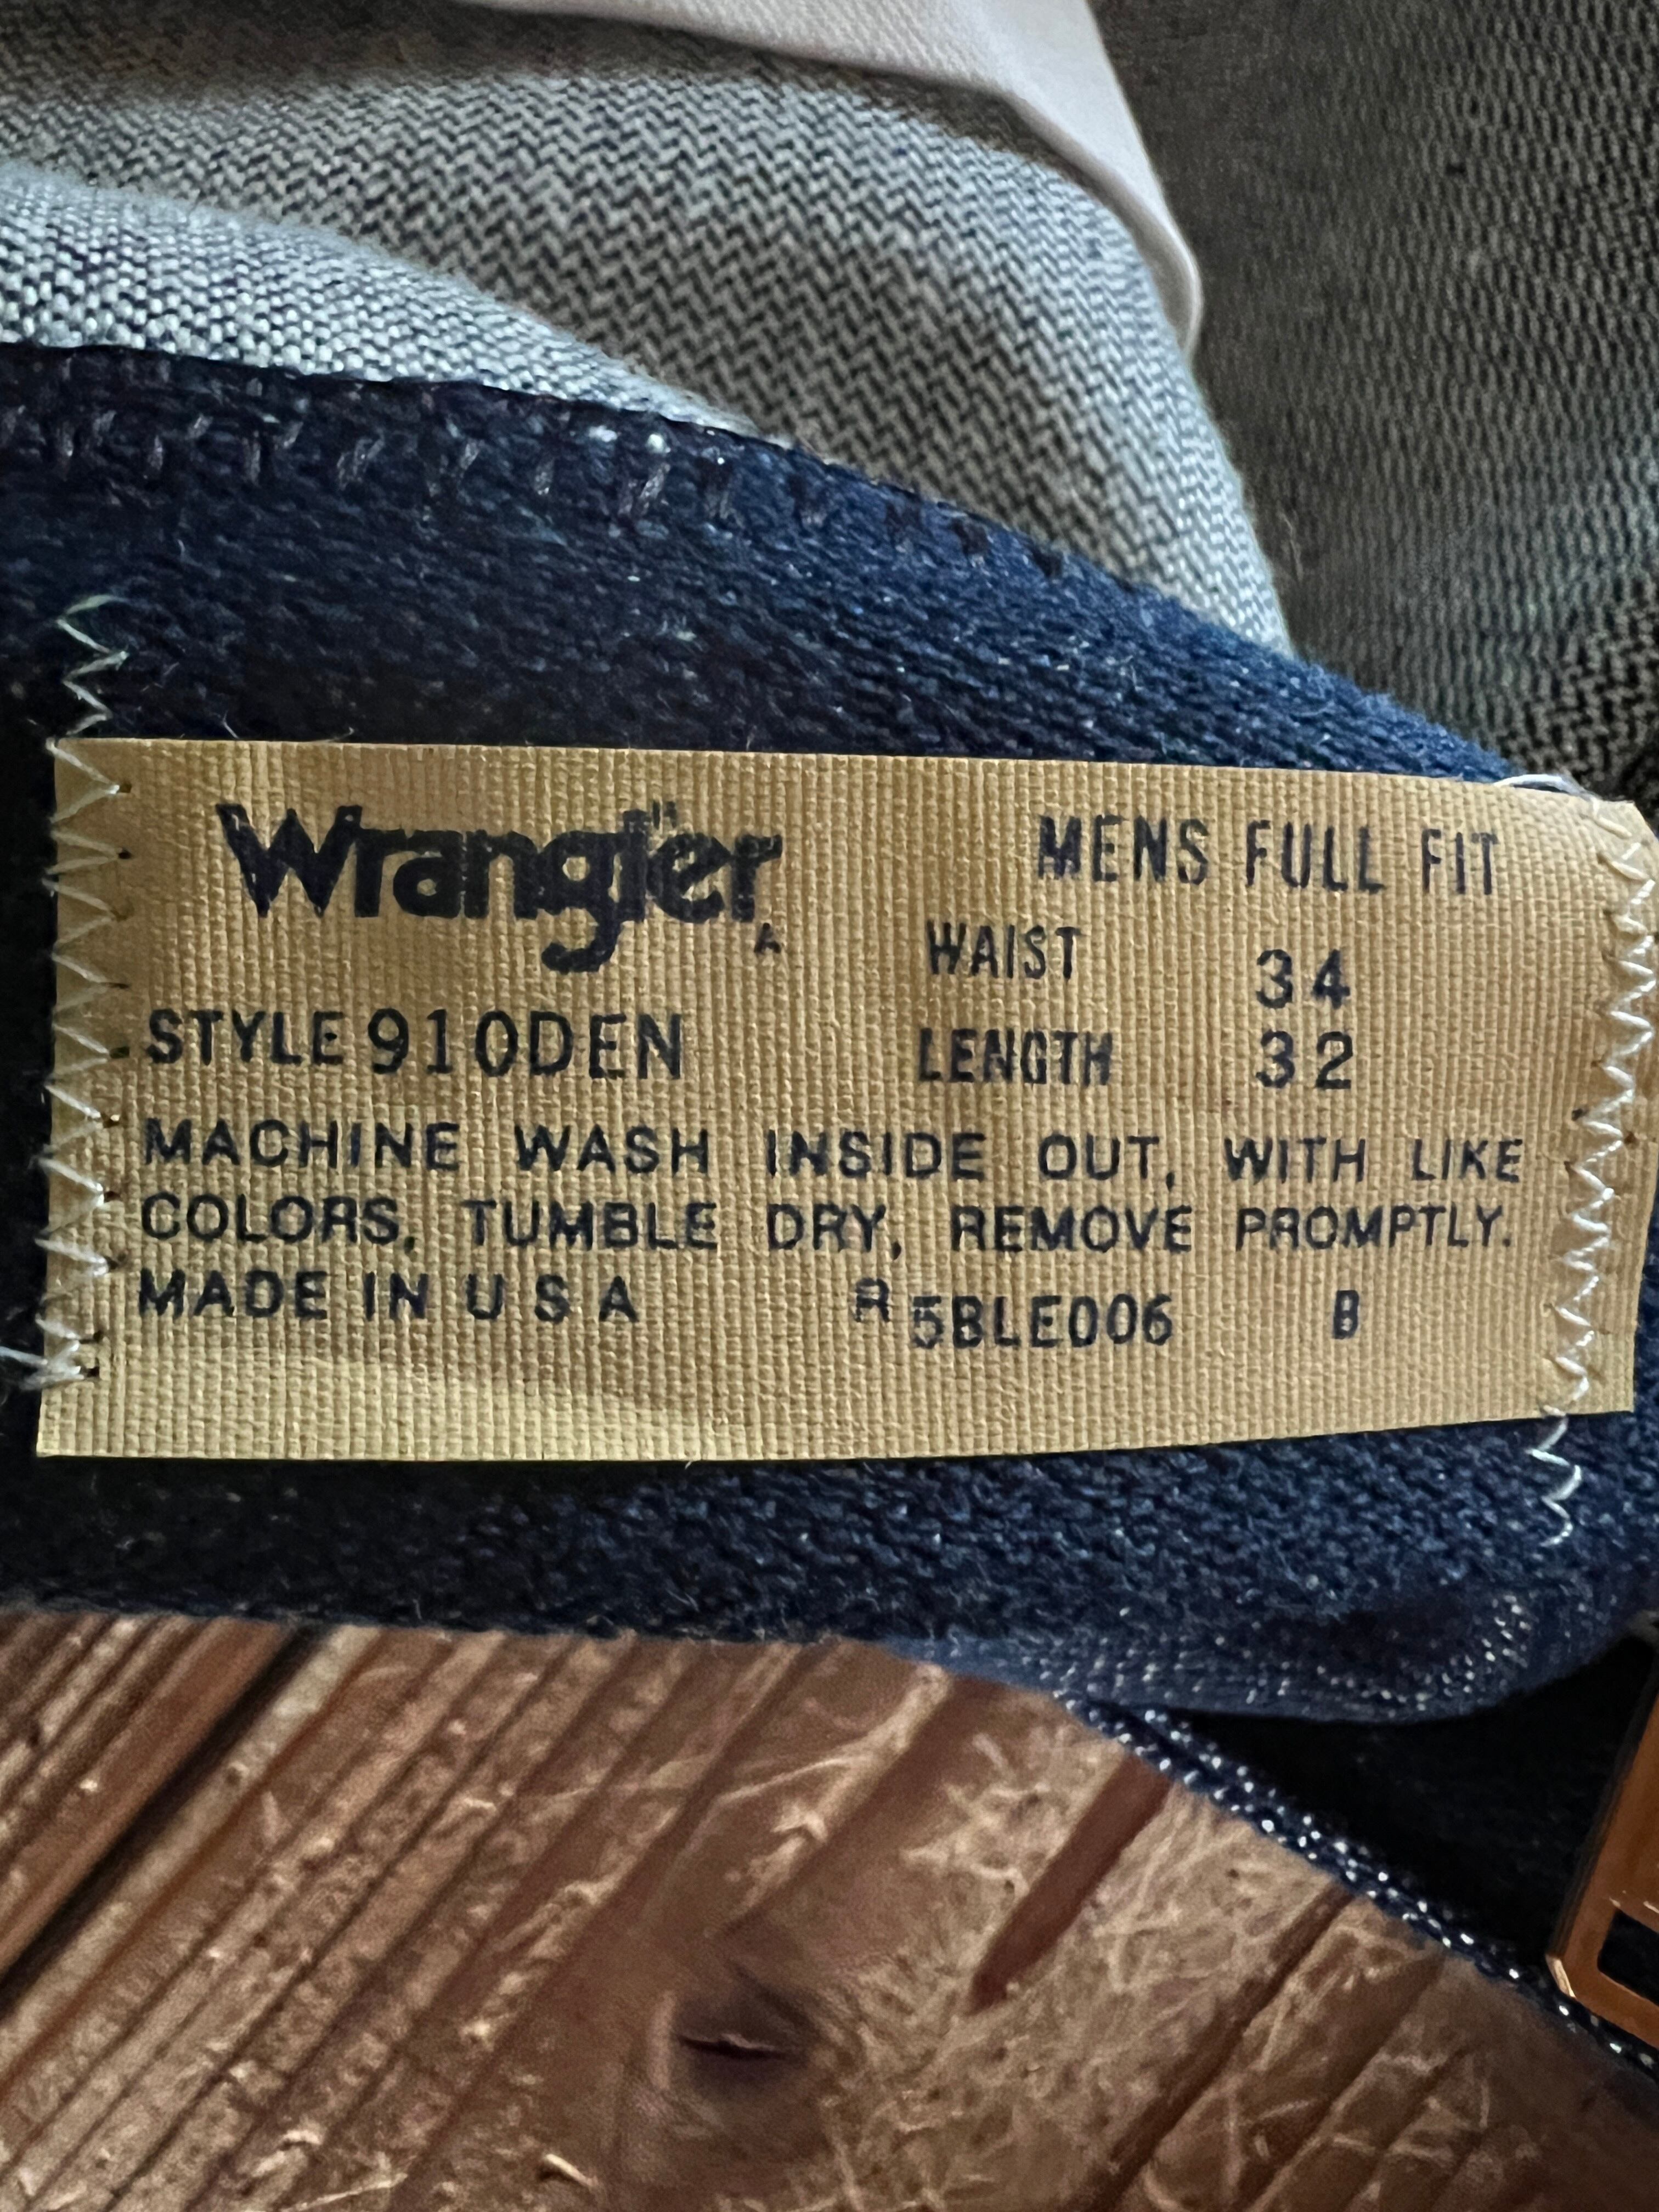 Wrangler MENS FULL FIT
A
WAIST 34
STYLE 910DEN LENGTH 32
MACHINE WASH INSIDE OUT, WITH LIKE
COLORS, TUMBLE DRY, REMOVE PROMPTLY.
MADE IN U S A R 5BLE006 B